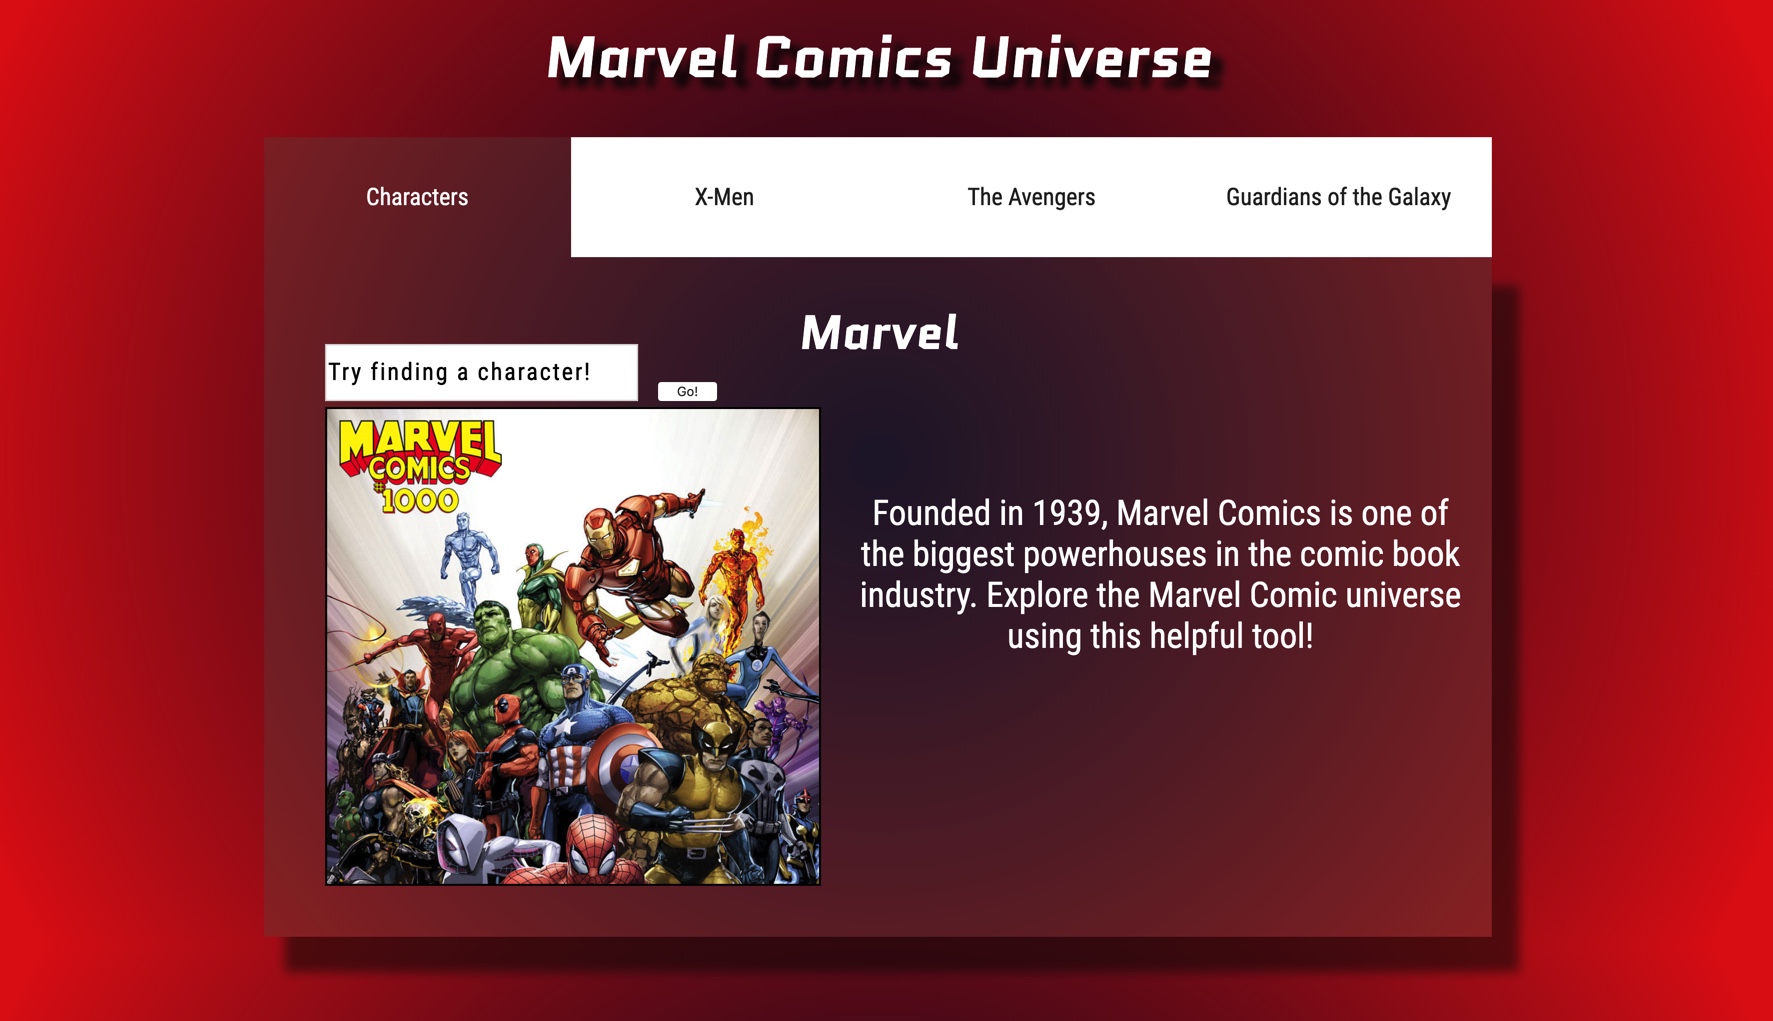 Marvel Comics Universe
Characters
X-Men
The Avengers
Guardians of the Galaxy
Marvel
Try finding a character!
Go!
MARVEL
COMICS
#1000
Founded in 1939, Marvel Comics is one of
the biggest powerhouses in the comic book
industry. Explore the Marvel Comic universe
using this helpful tool!